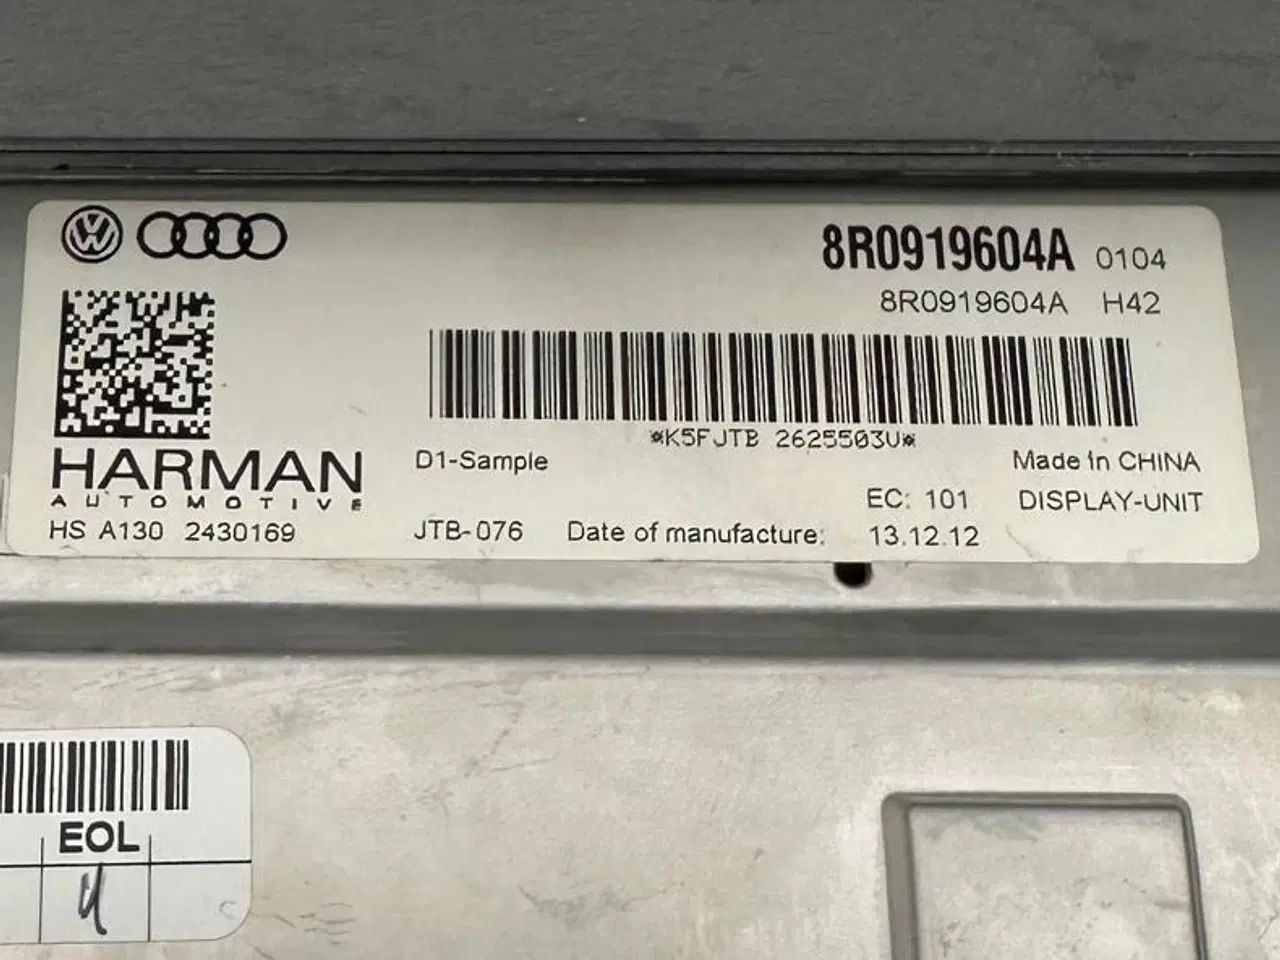 8R0919604A 0104
8R0919604A H42
*K5FJTB 2625503U*
HARMAN
AUTOMOTIVE
D1-Sample
Made in CHINA
EC: 101 DISPLAY-UNIT
HS A130 2430169 JTB-076 Date of manufacture: 13.12.12
EOL